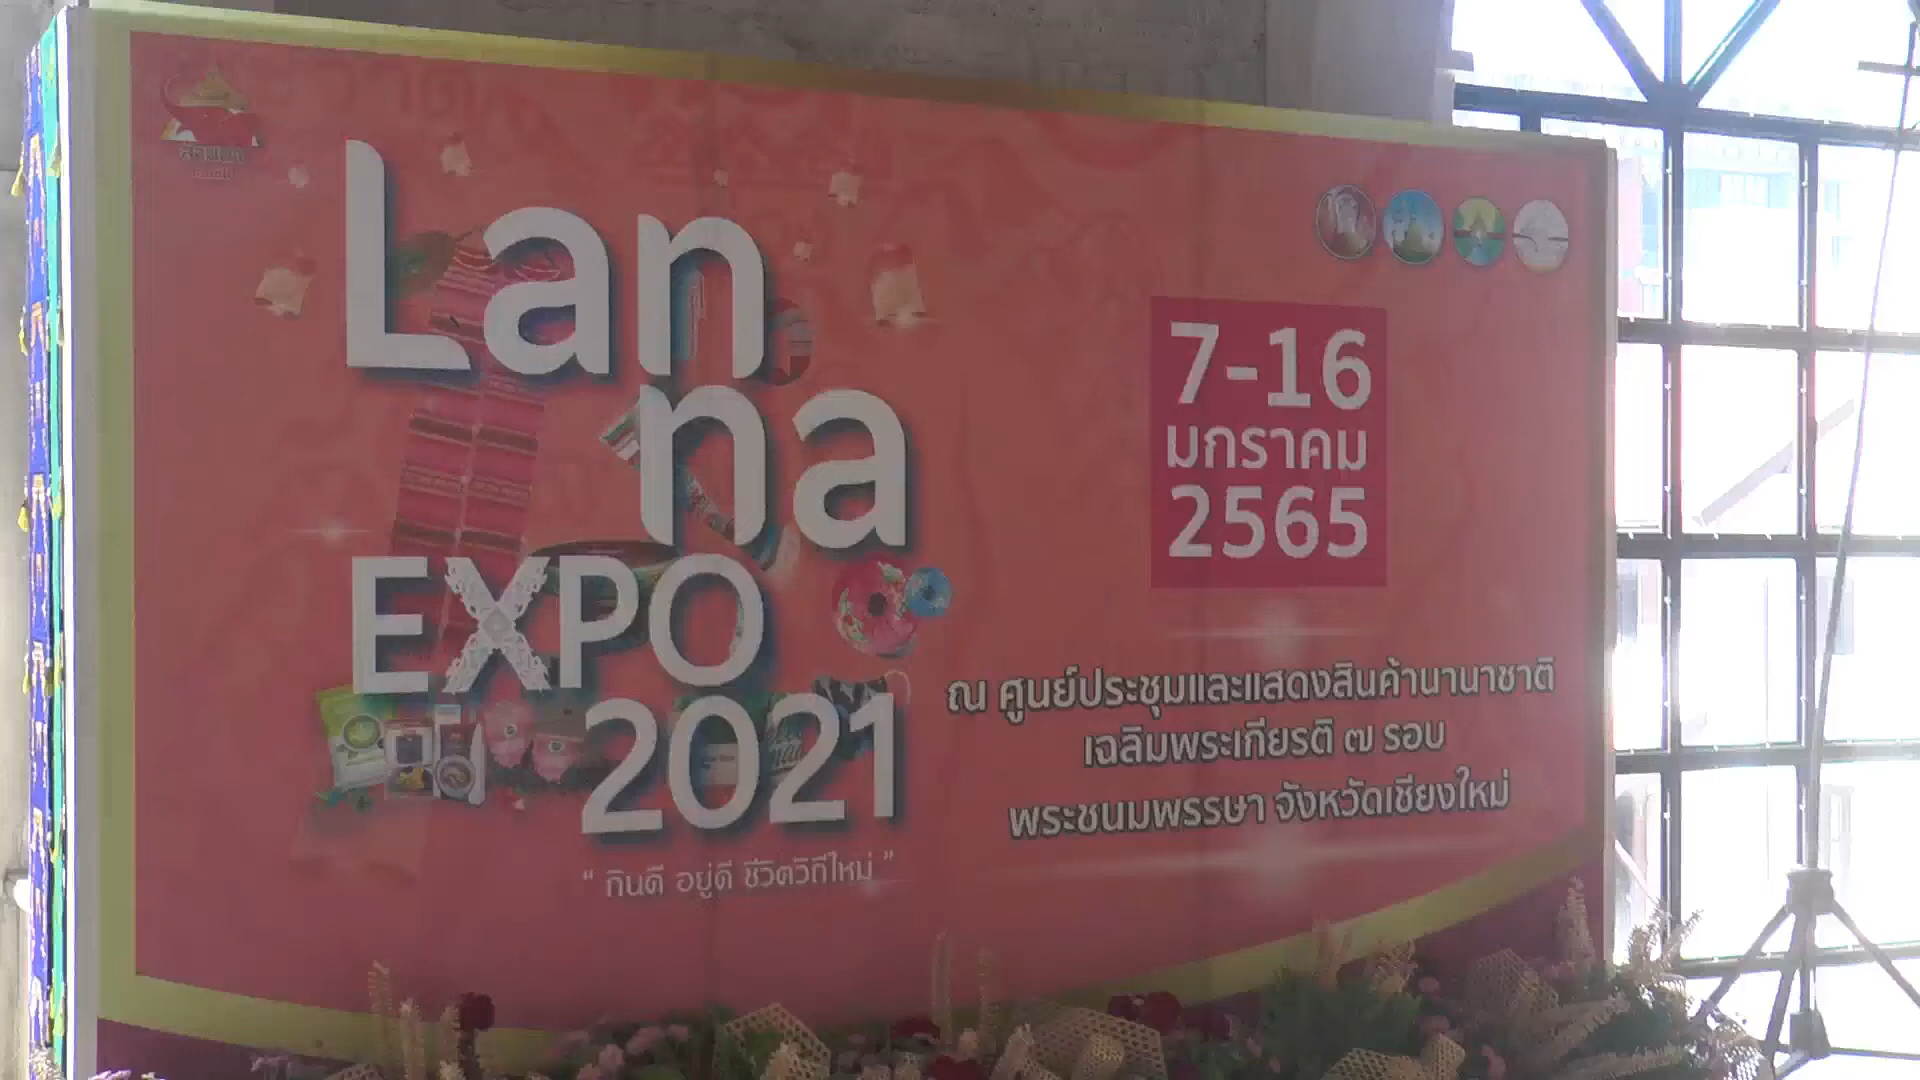 Lan
na
EXPO
2021
“ กินดี อยู่ดี ชีวิตวิถีใหม่ ”
7-16
มกราคม
2565
ณ ศูนย์ประชุมและแสดงสินค้านานาชาติ
เฉลิมพระเกียรติ ๗ รอบ
พระชนมพรรษา จังหวัดเชียงใหม่